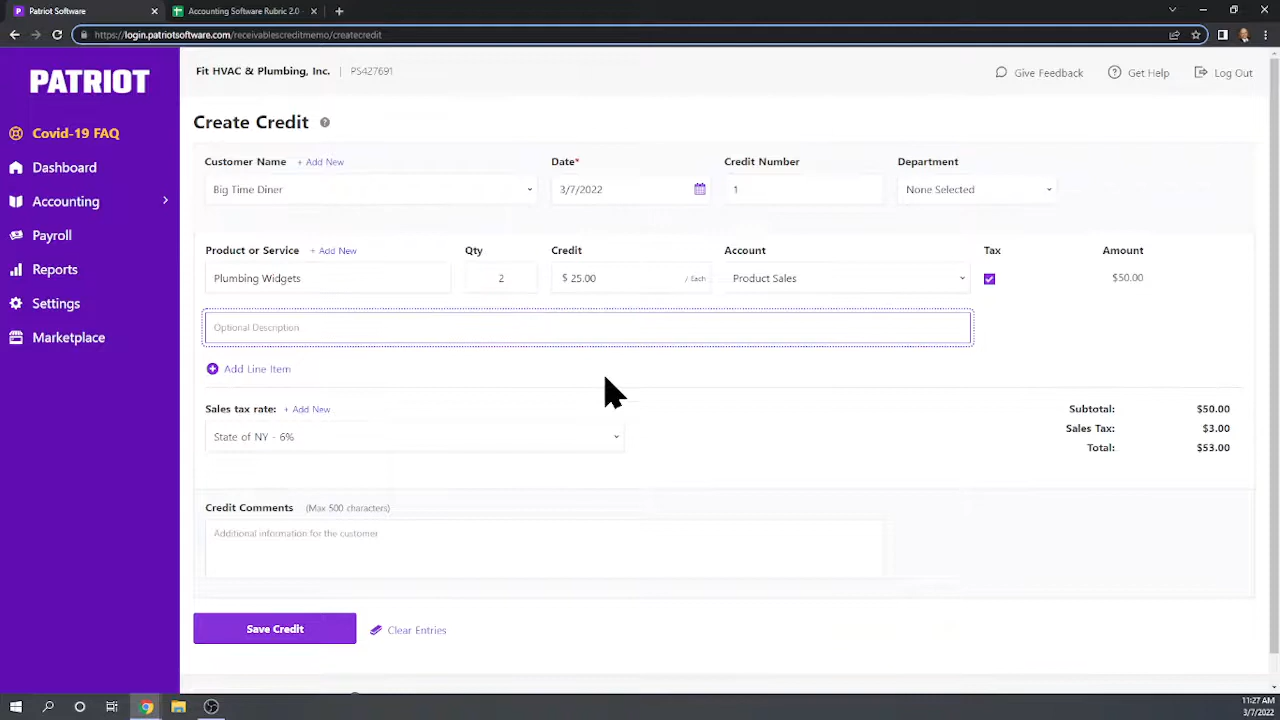 Patriot Software
Accounting Software Rubric 2.0 -
https://login.patriotsoftware.com/receivablescreditmemo/createcredit
PATRIOT
Fit HVAC & Plumbing, Inc. | PS427691
Give Feedback
Get Help
Log Out
Covid-19 FAQ
Dashboard
Accounting
Payroll
Reports
Settings
Marketplace
Create Credit
Customer Name + Add New
Date*
Credit Number
Department
Big Time Diner
3/7/2022
1
None Selected
Product or Service + Add New
Qty
Credit
Account
Tax
Amount
Plumbing Widgets
2
$ 25.00 / Each
Product Sales
$50.00
Optional Description
Add Line Item
Sales tax rate: + Add New
State of NY - 6%
Subtotal: $50.00
Sales Tax: $3.00
Total: $53.00
Credit Comments (Max 500 characters)
Additional information for the customer
Save Credit
Clear Entries
11:27 AM
3/7/2022